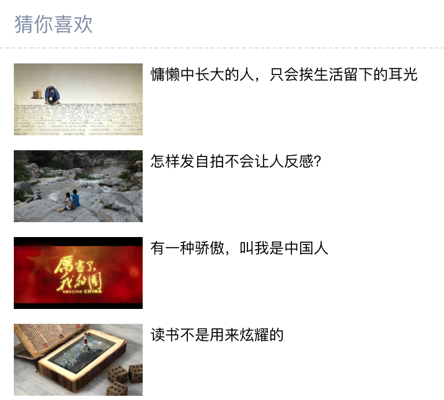 猜你喜欢
慵懒中长大的人，只会挨生活留下的耳光
怎样发自拍不会让人反感？
有一种骄傲，叫我是中国人
厉害了
我的国
AMAZING CHINA
读书不是用来炫耀的